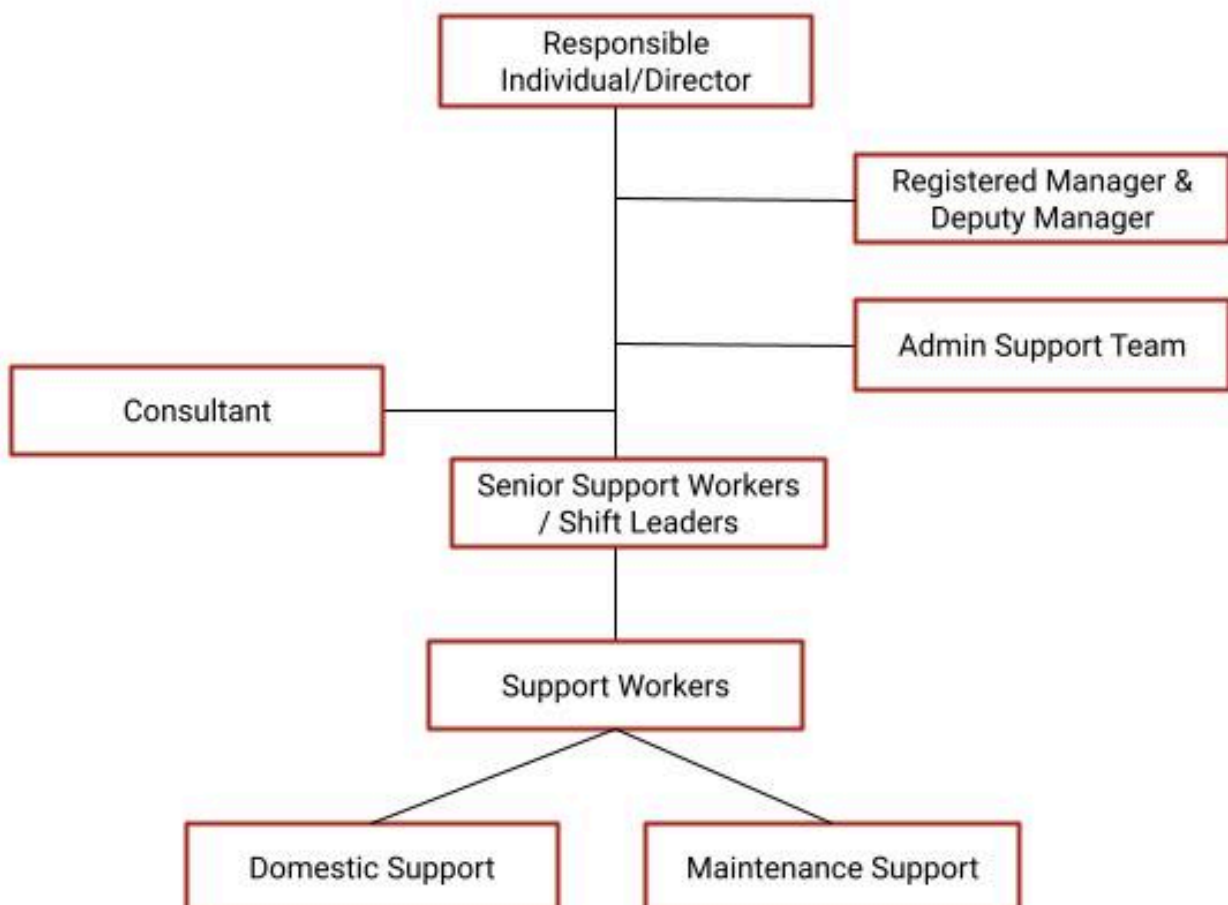 Responsible
Individual/Director
Registered Manager &
Deputy Manager
Admin Support Team
Consultant
Senior Support Workers
/ Shift Leaders
Support Workers
Domestic Support
Maintenance Support